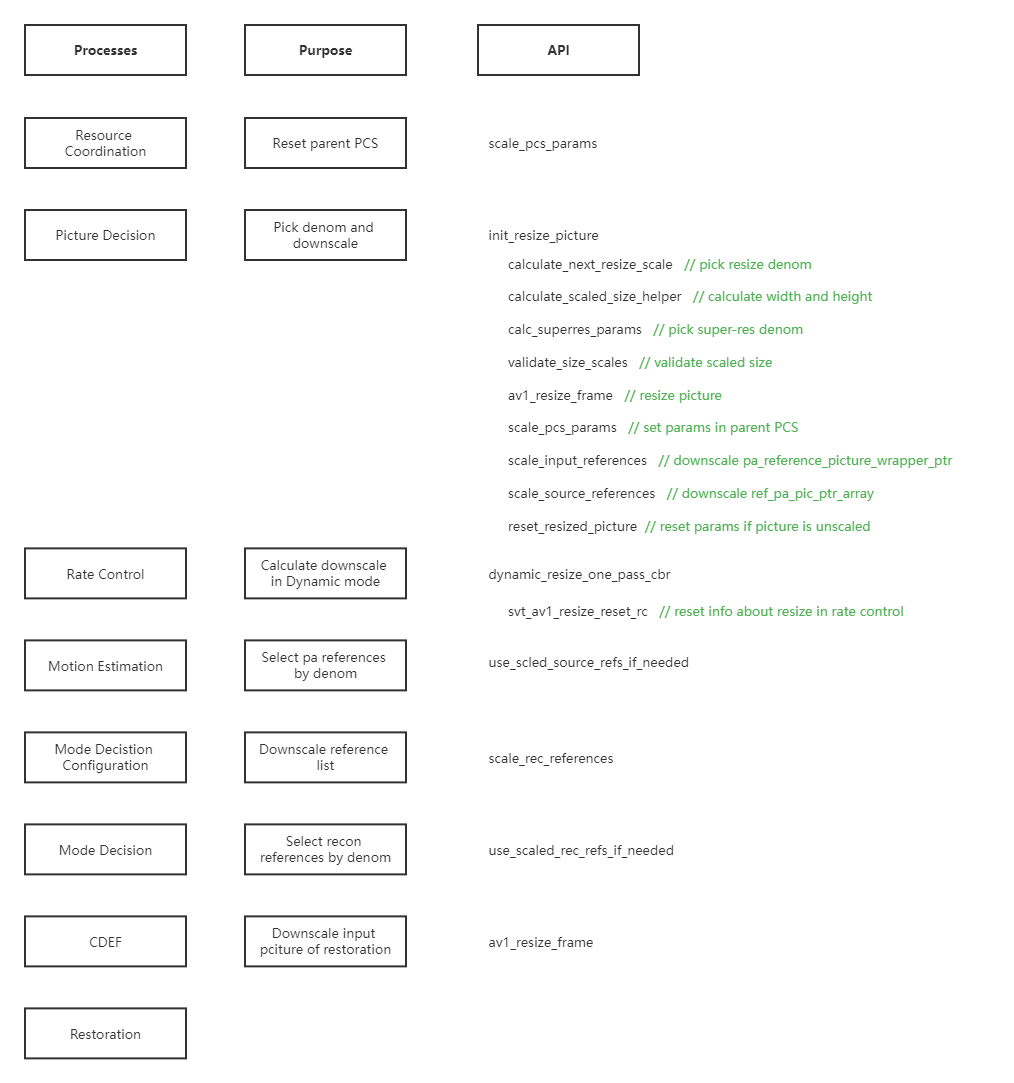 Processes
Purpose
API
Resource
Coordination
Reset parent PCS
scale_pcs_params
Picture Decision
Pick denom and
downscale
init_resize_picture
calculate_next_resize_scale // pick resize denom
calculate_scaled_size_helper // calculate width and height
calc_superres_params // pick super-res denom
validate_size_scales // validate scaled size
av1_resize_frame // resize picture
scale_pcs_params // set params in parent PCS
scale_input_references // downscale pa_reference_picture_wrapper_ptr
scale_source_references // downscale ref_pa_pic_ptr_array
reset_resized_picture // reset params if picture is unscaled
Rate Control
Calculate downscale
in Dynamic mode
dynamic_resize_one_pass_cbr
svt_av1_resize_reset_rc // reset info about resize in rate control
Motion Estimation
Select pa references
by denom
use_scled_source_refs_if_needed
Mode Decistion
Configuration
Downscale reference
list
scale_rec_references
Mode Decision
Select recon
references by denom
use_scaled_rec_refs_if_needed
CDEF
Downscale input
pciture of restoration
av1_resize_frame
Restoration